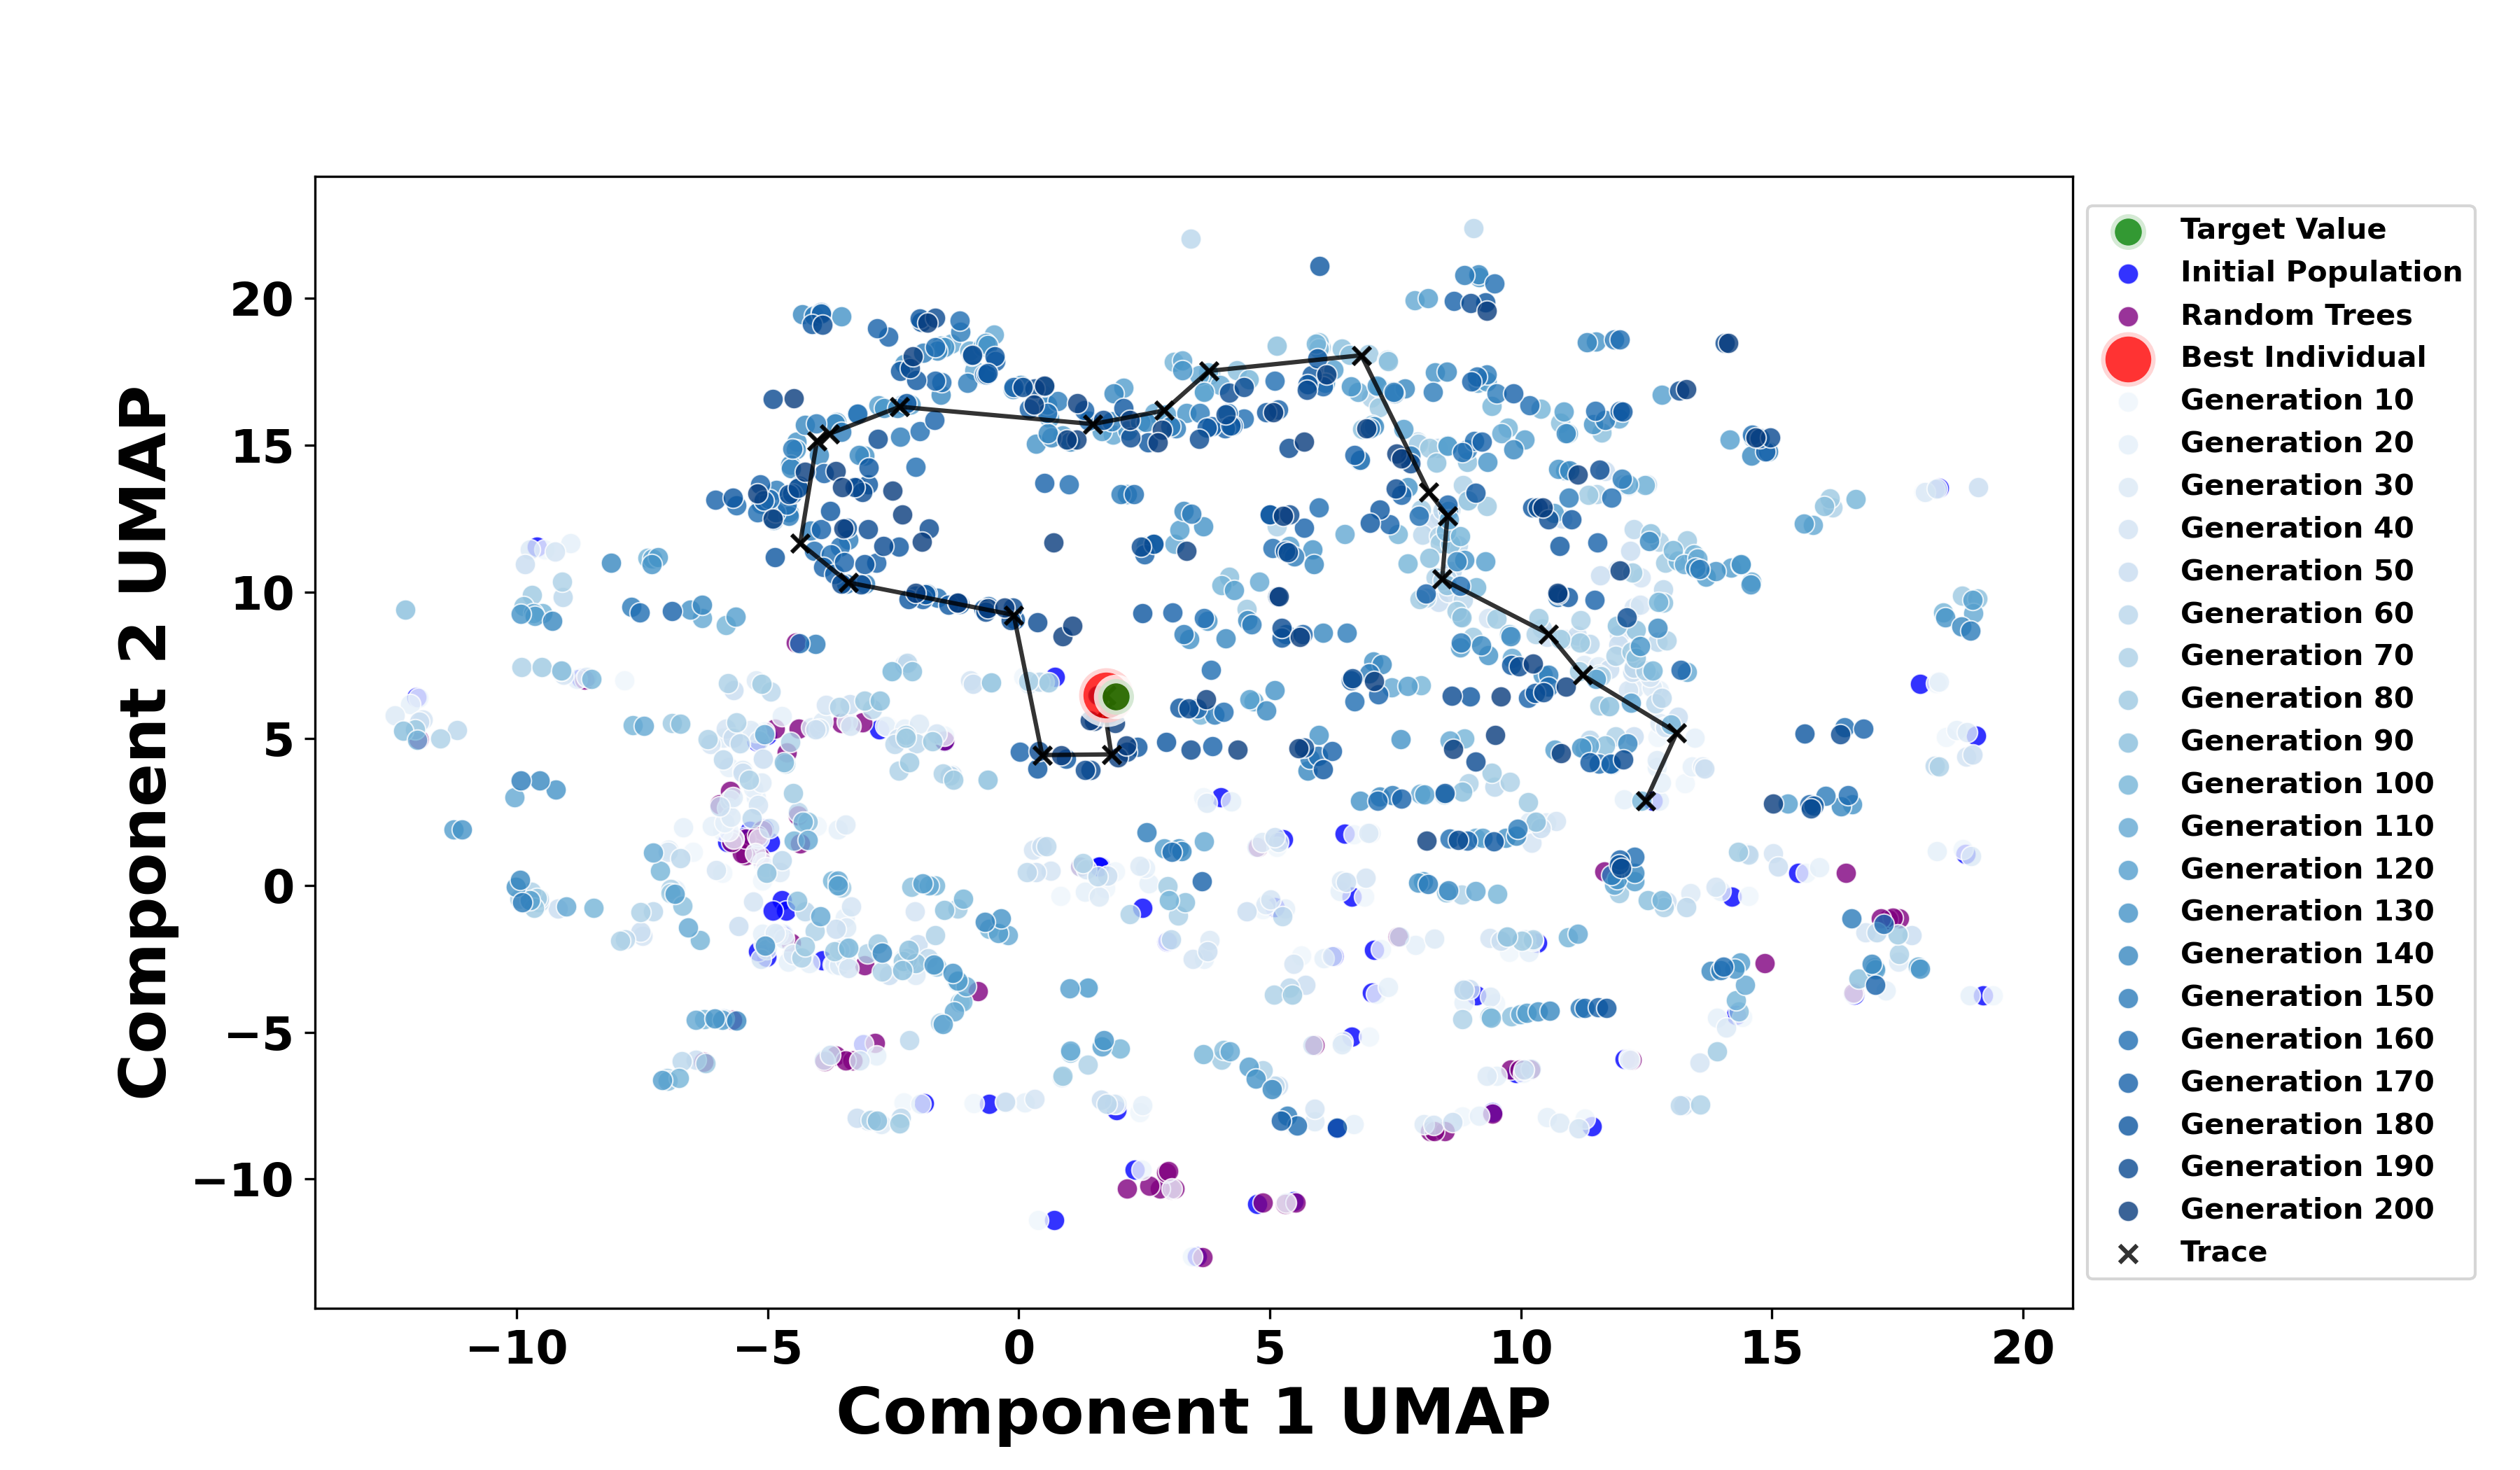 Component 2 UMAP
20
15
10
5
0
−5
−10
−10
−5
0
5
10
15
20
Component 1 UMAP
Target Value
Initial Population
Random Trees
Best Individual
Generation 10
Generation 20
Generation 30
Generation 40
Generation 50
Generation 60
Generation 70
Generation 80
Generation 90
Generation 100
Generation 110
Generation 120
Generation 130
Generation 140
Generation 150
Generation 160
Generation 170
Generation 180
Generation 190
Generation 200
Trace